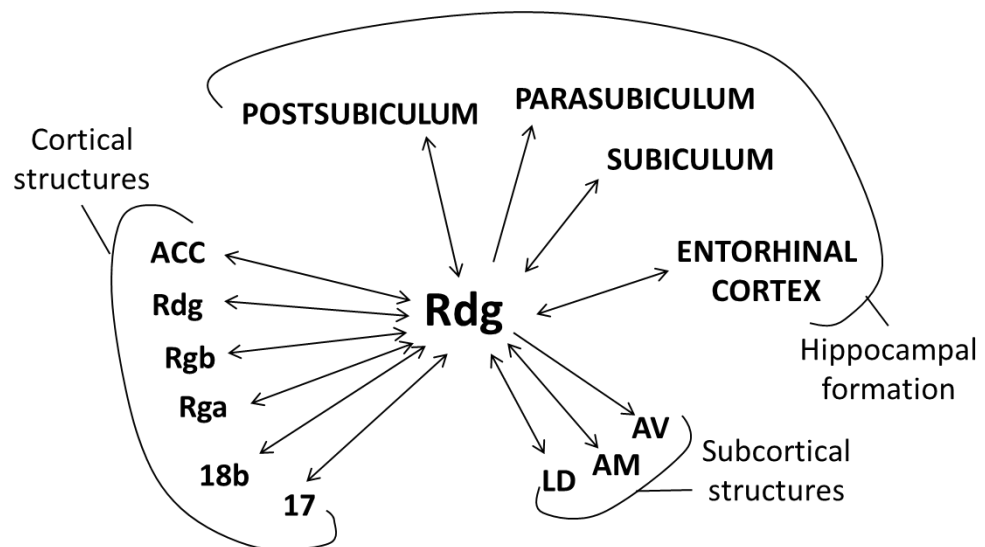 POSTSUBICULUM
PARASUBICULUM
SUBICULUM
ENTORHINAL
CORTEX
Hippocampal
formation
Cortical
structures
ACC
Rdg
Rgb
Rga
18b
17
Rdg
AV
AM
LD
Subcortical
structures